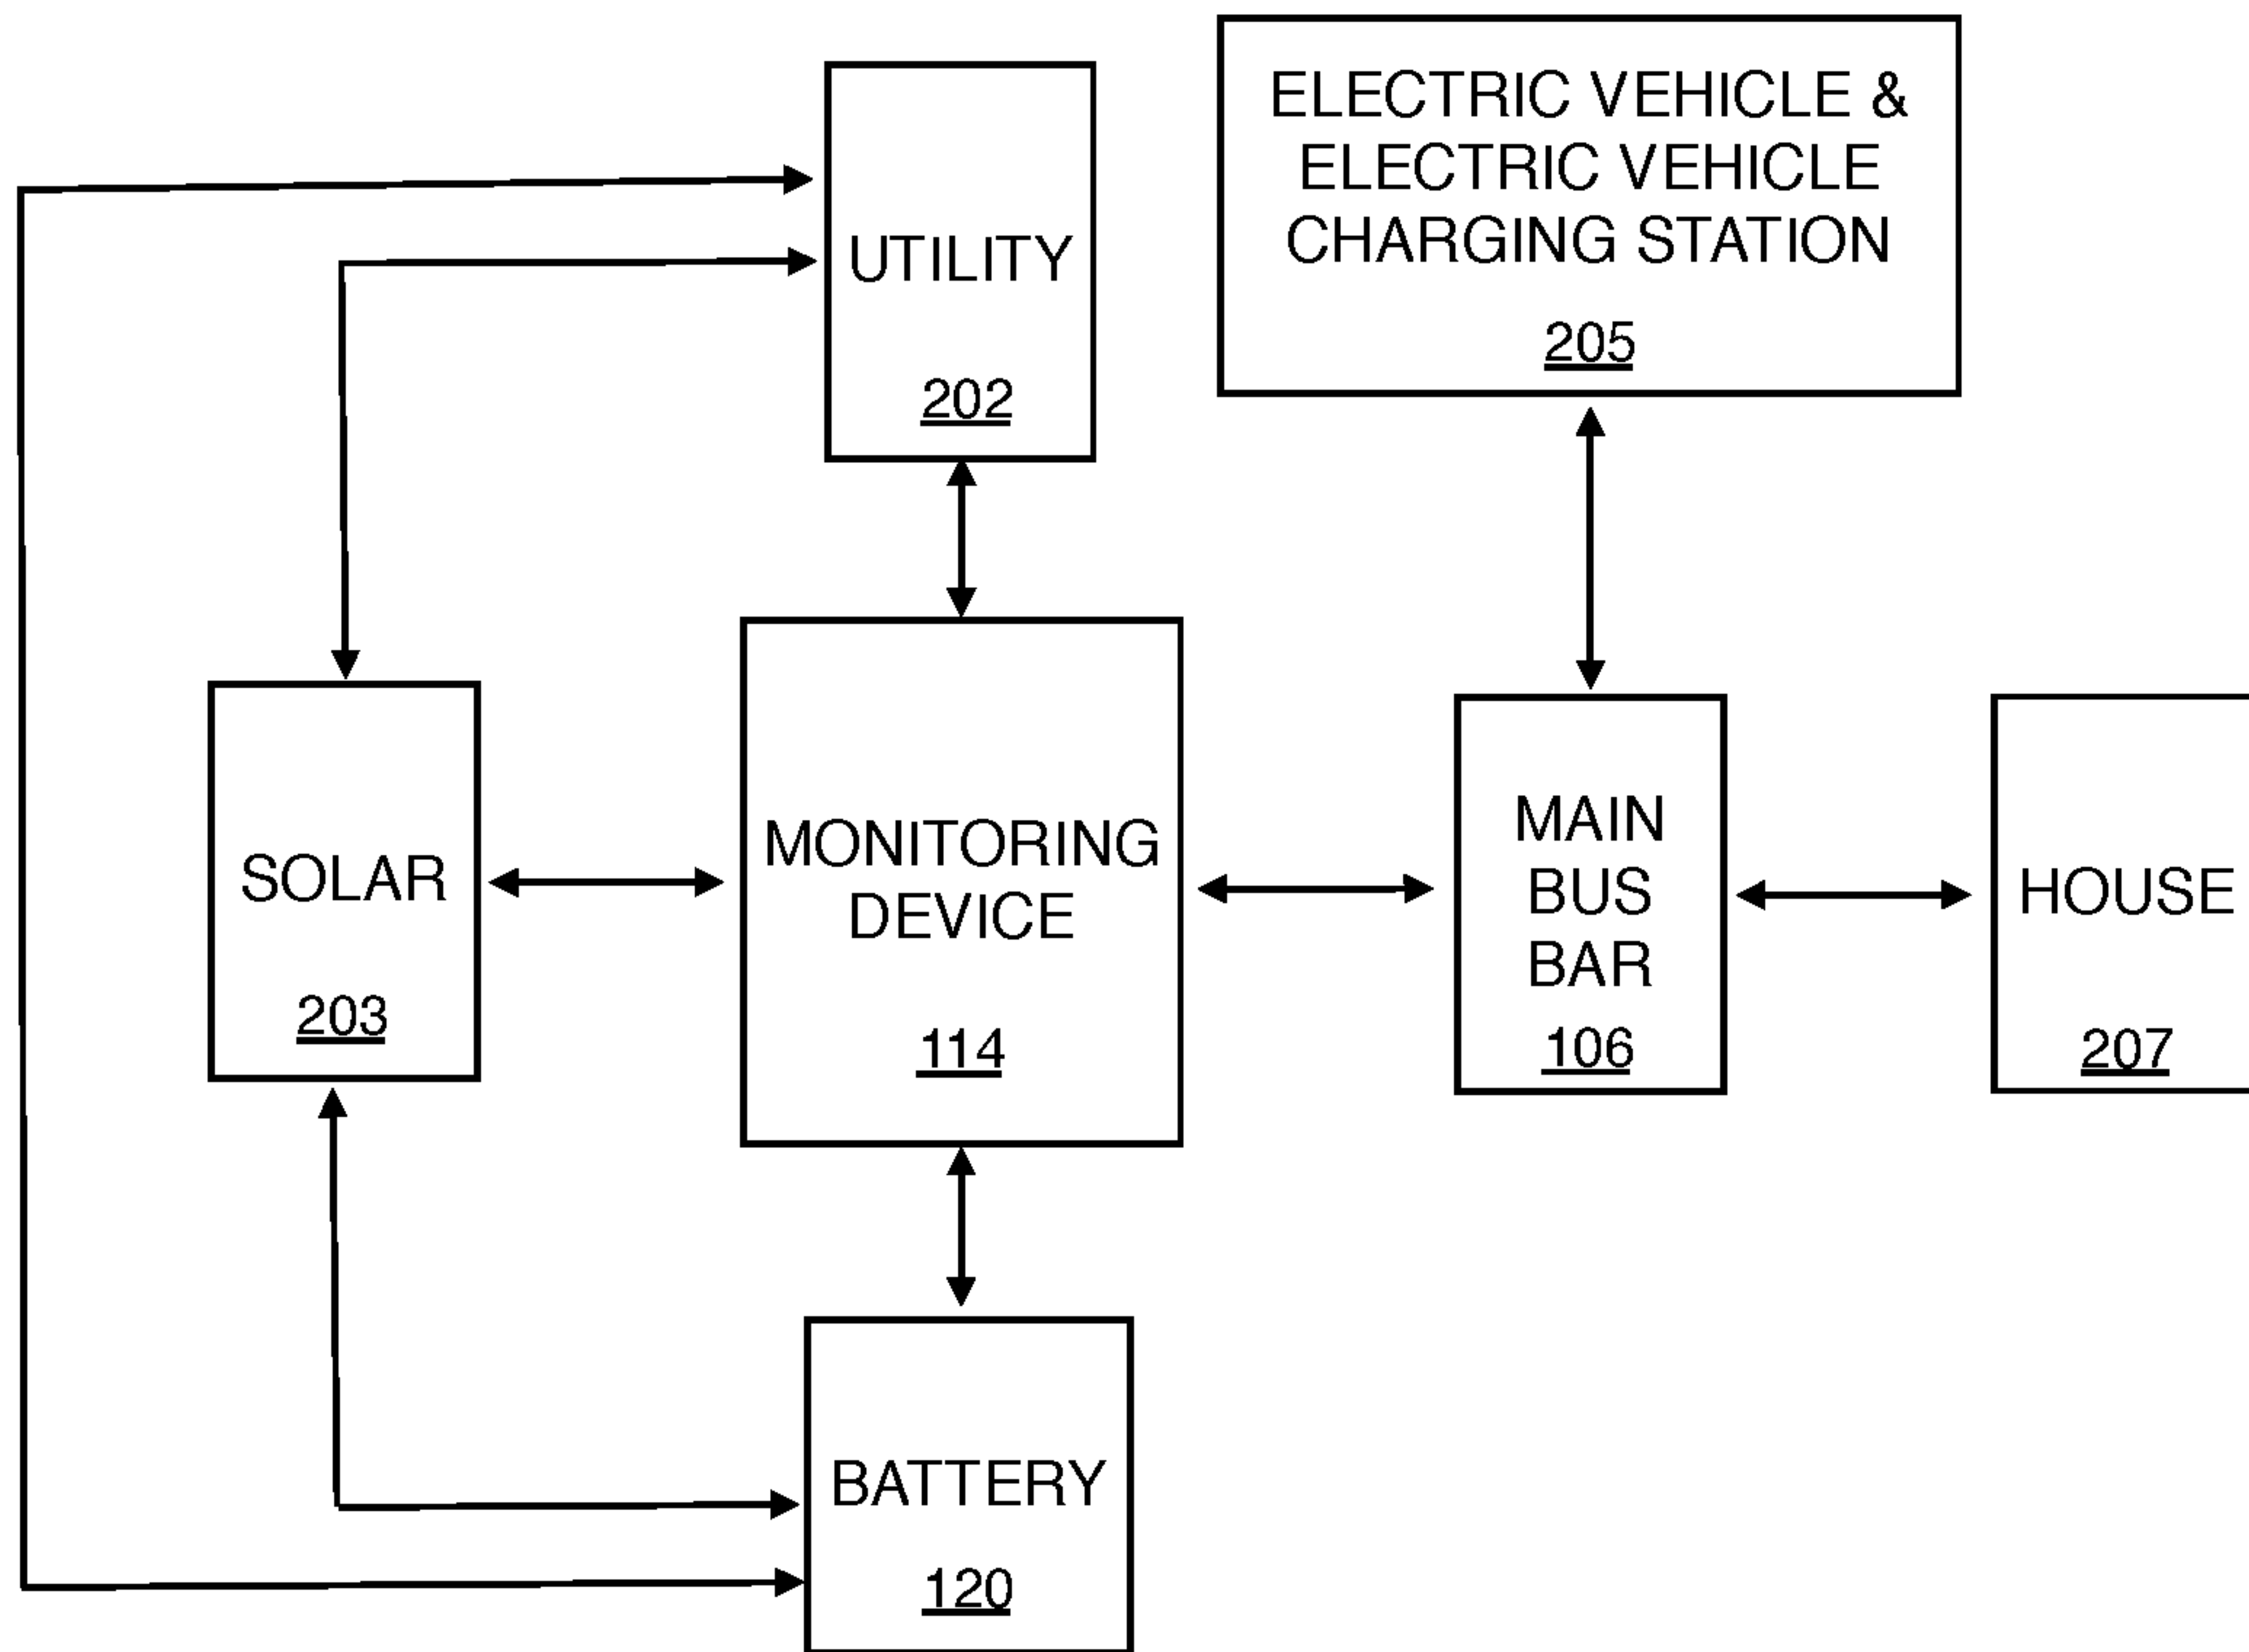 UTILITY
202
ELECTRIC VEHICLE &
ELECTRIC VEHICLE
CHARGING STATION
205
SOLAR
203
MONITORING
DEVICE
114
MAIN
BUS
BAR
106
HOUSE
207
BATTERY
120